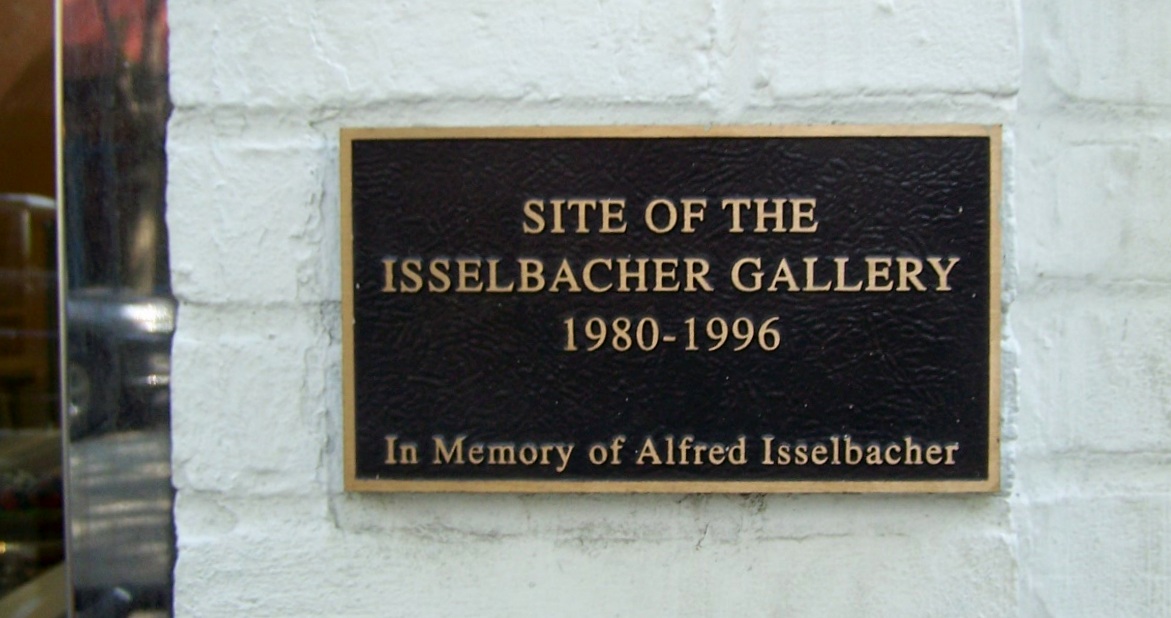 SITE OF THE
ISSELBACHER GALLERY
1980-1996
In Memory of Alfred Isselbacher